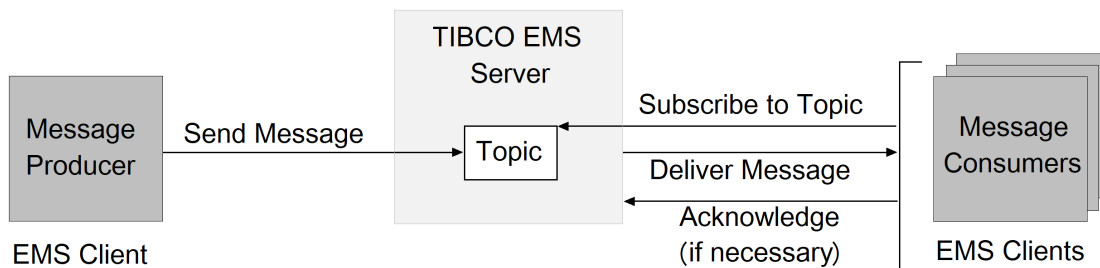 TIBCO EMS
Server
Message
Producer
Send Message
Topic
Subscribe to Topic
Deliver Message
Acknowledge
(if necessary)
Message
Consumers
EMS Client
EMS Clients